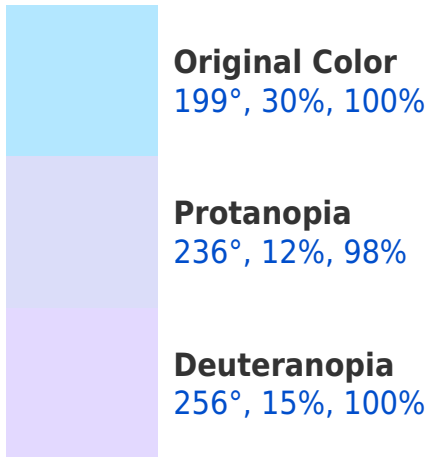 Original Color
199°, 30%, 100%
Protanopia
236°, 12%, 98%
Deuteranopia
256°, 15%, 100%